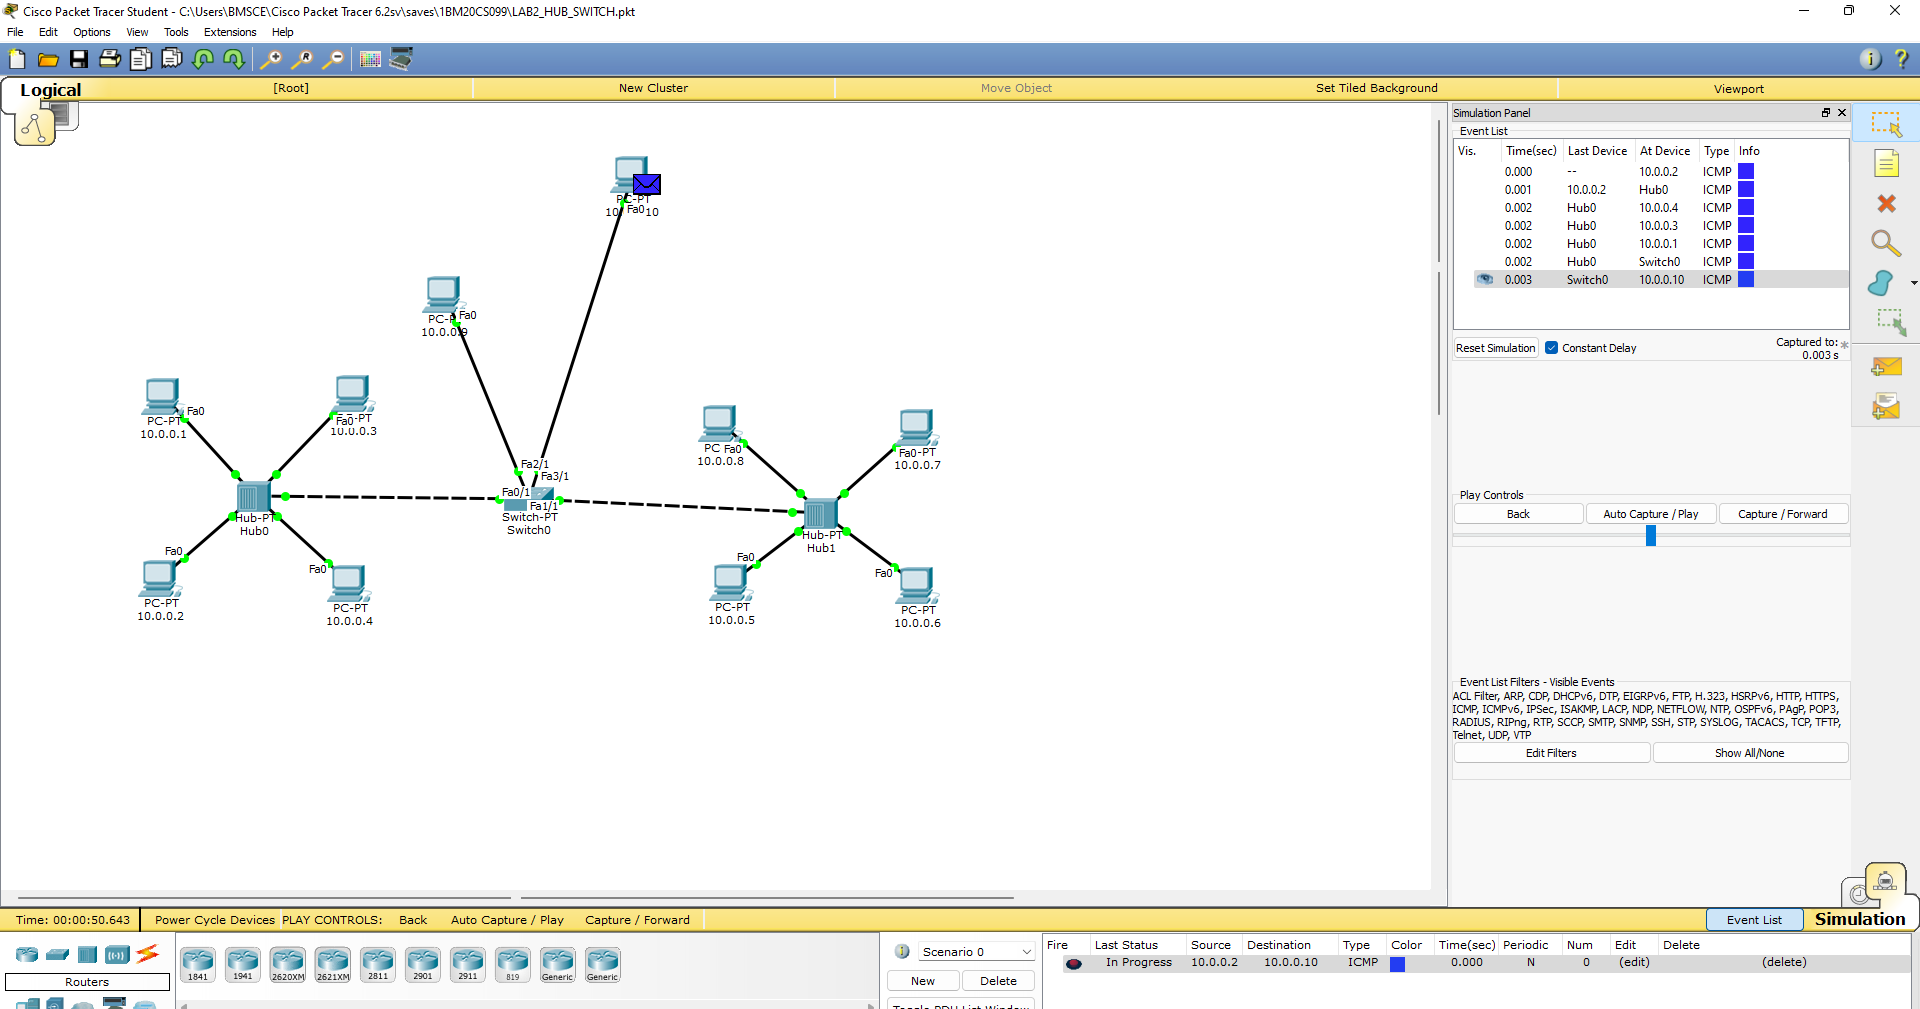 Cisco Packet Tracer Student - C:\Users\BMSCE\Cisco Packet Tracer 6.2sv\saves\1BM20CS099\LAB2_HUB_SWITCH.pkt
File Edit Options View Tools Extensions Help
Logical [Root] New Cluster Move Object Set Tiled Background Viewport
PC-PT
10 Fa0 10
Fa0
10.0.0.9
Fa0
PC-PT
10.0.0.1
Fa0 -PT
10.0.0.3
Fa2/1
Fa3/1
Fa0/1
Fa1/1
Switch-PT
Switch0
PC Fa0
10.0.0.8
Fa0-PT
10.0.0.7
Hub-PT
Hub0
Hub-PT
Hub1
Fa0
PC-PT
10.0.0.2
Fa0
PC-PT
10.0.0.4
Fa0
PC-PT
10.0.0.5
Fa0
PC-PT
10.0.0.6
Simulation Panel
Event List
Vis. Time(sec) Last Device At Device Type Info
0.000 -- 10.0.0.2 ICMP
0.001 10.0.0.2 Hub0 ICMP
0.002 Hub0 10.0.0.4 ICMP
0.002 Hub0 10.0.0.3 ICMP
0.002 Hub0 10.0.0.1 ICMP
0.002 Hub0 Switch0 ICMP
0.003 Switch0 10.0.0.10 ICMP
Reset Simulation Constant Delay Captured to: *
0.003 s
Play Controls
Back Auto Capture / Play Capture / Forward
Event List Filters - Visible Events
ACL Filter, ARP, CDP, DHCPv6, DTP, EIGRPv6, FTP, H.323, HSRPv6, HTTP, HTTPS,
ICMP, ICMPv6, IPSec, ISAKMP, LACP, NDP, NETFLOW, NTP, OSPFv6, PAgP, POP3,
RADIUS, RIPng, RTP, SCCP, SMTP, SNMP, SSH, STP, SYSLOG, TACACS, TCP, TFTP,
Telnet, UDP, VTP
Edit Filters Show All/None
Time: 00:00:50.643 Power Cycle Devices PLAY CONTROLS: Back Auto Capture / Play Capture / Forward Event List Simulation
Routers
1841 1941 2620XM 2621XM 2811 2901 2911 819 Generic Generic
Scenario 0
New Delete
Toggle PDU List Window
Fire Last Status Source Destination Type Color Time(sec) Periodic Num Edit Delete
In Progress 10.0.0.2 10.0.0.10 ICMP 0.000 N 0 (edit) (delete)